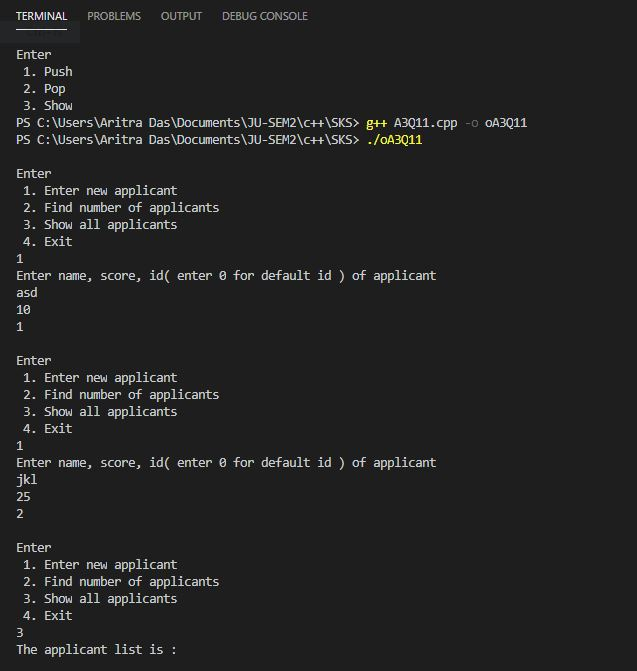 TERMINAL PROBLEMS OUTPUT DEBUG CONSOLE
Enter
1. Push
2. Pop
3. Show
PS C:\Users\Aritra Das\Documents\JU-SEM2\c++\SKS> g++ A3Q11.cpp -o oA3Q11
PS C:\Users\Aritra Das\Documents\JU-SEM2\c++\SKS> ./oA3Q11
Enter
1. Enter new applicant
2. Find number of applicants
3. Show all applicants
4. Exit
1
Enter name, score, id( enter 0 for default id ) of applicant
asd
10
1
Enter
1. Enter new applicant
2. Find number of applicants
3. Show all applicants
4. Exit
1
Enter name, score, id( enter 0 for default id ) of applicant
jkl
25
2
Enter
1. Enter new applicant
2. Find number of applicants
3. Show all applicants
4. Exit
3
The applicant list is :